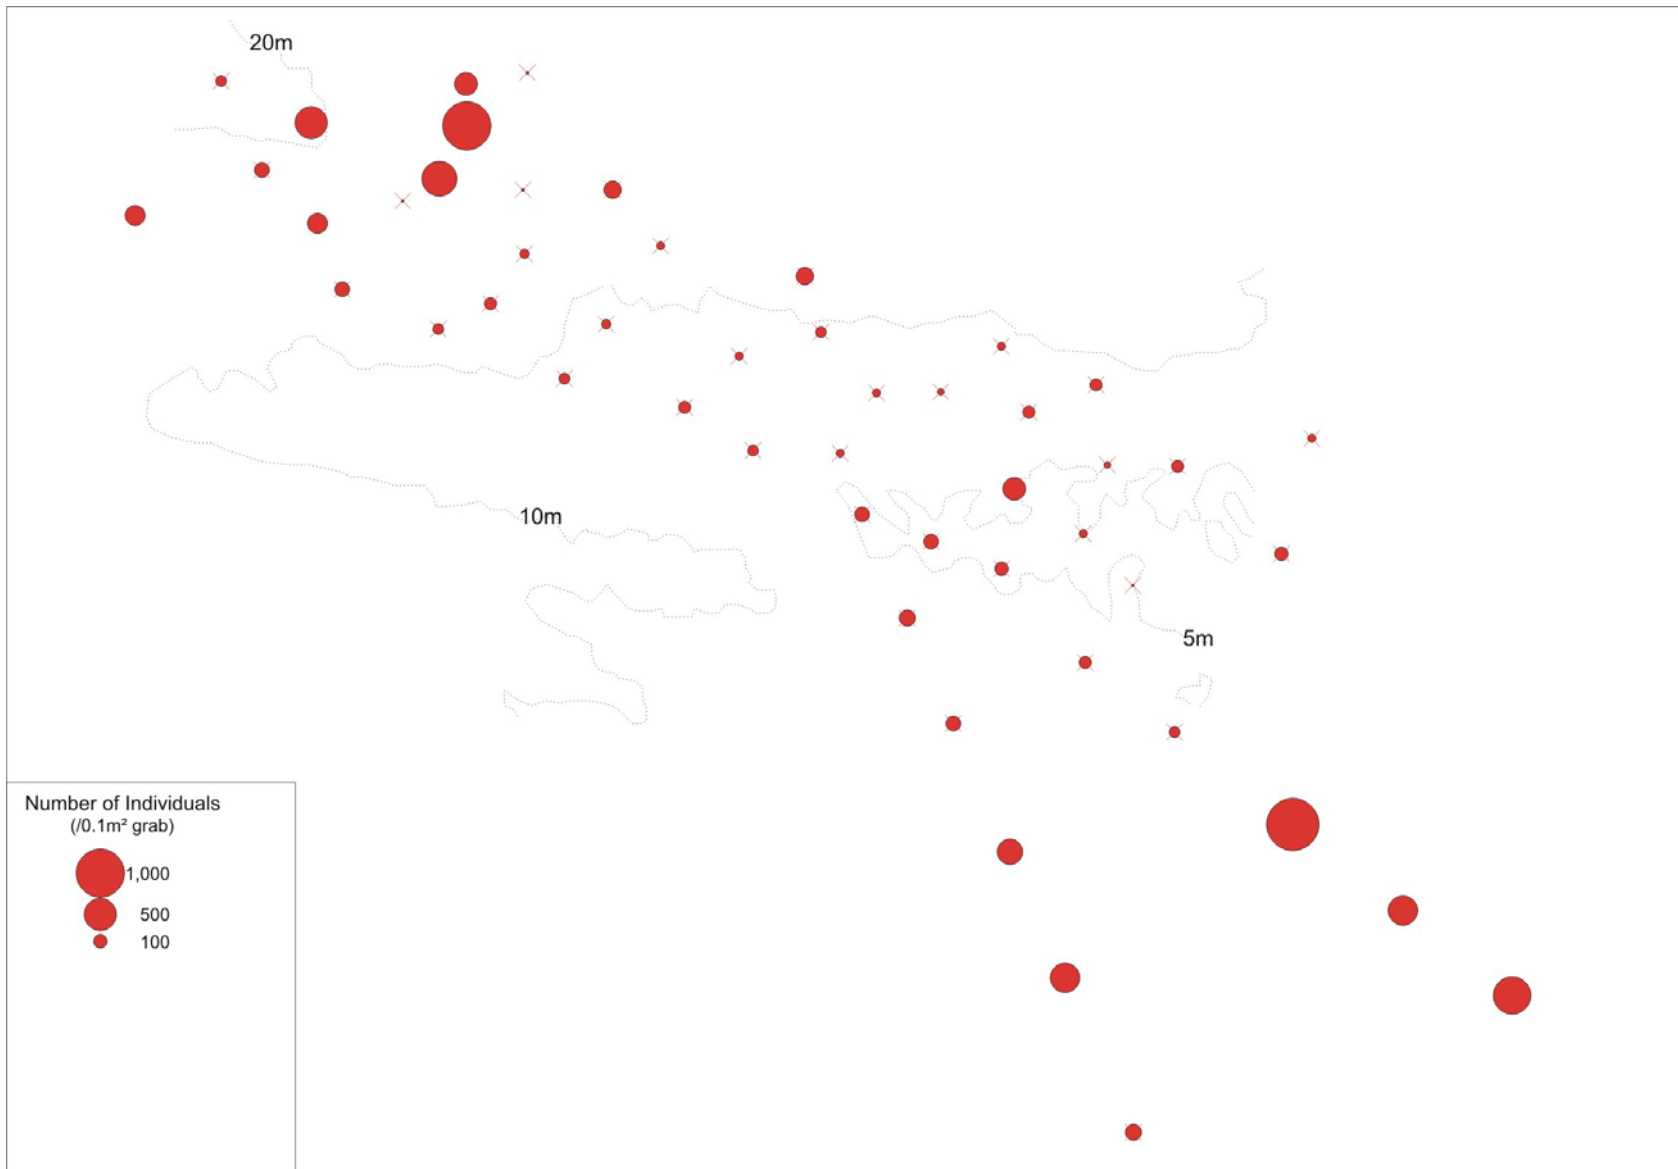 20m
10m
5m
Number of Individuals
(/0.1m² grab)
1,000
500
100